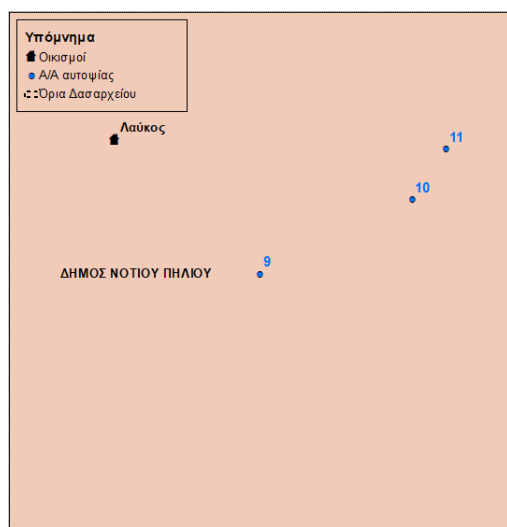 Υπόμνημα
Οικισμοί
Α/Α αυτοψίας
Όρια Δασαρχείου
Λαύκος
11
10
9
ΔΗΜΟΣ ΝΟΤΙΟΥ ΠΗΛΙΟΥ